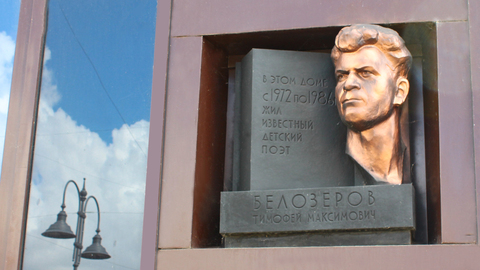 В ЭТОМ ДОМЕ
С 1972 ПО 1986
ЖИЛ
ИЗВЕСТНЫЙ
ДЕТСКИЙ
ПОЭТ
БЕЛОЗЕРОВ
ТИМОФЕЙ МАКСИМОВИЧ